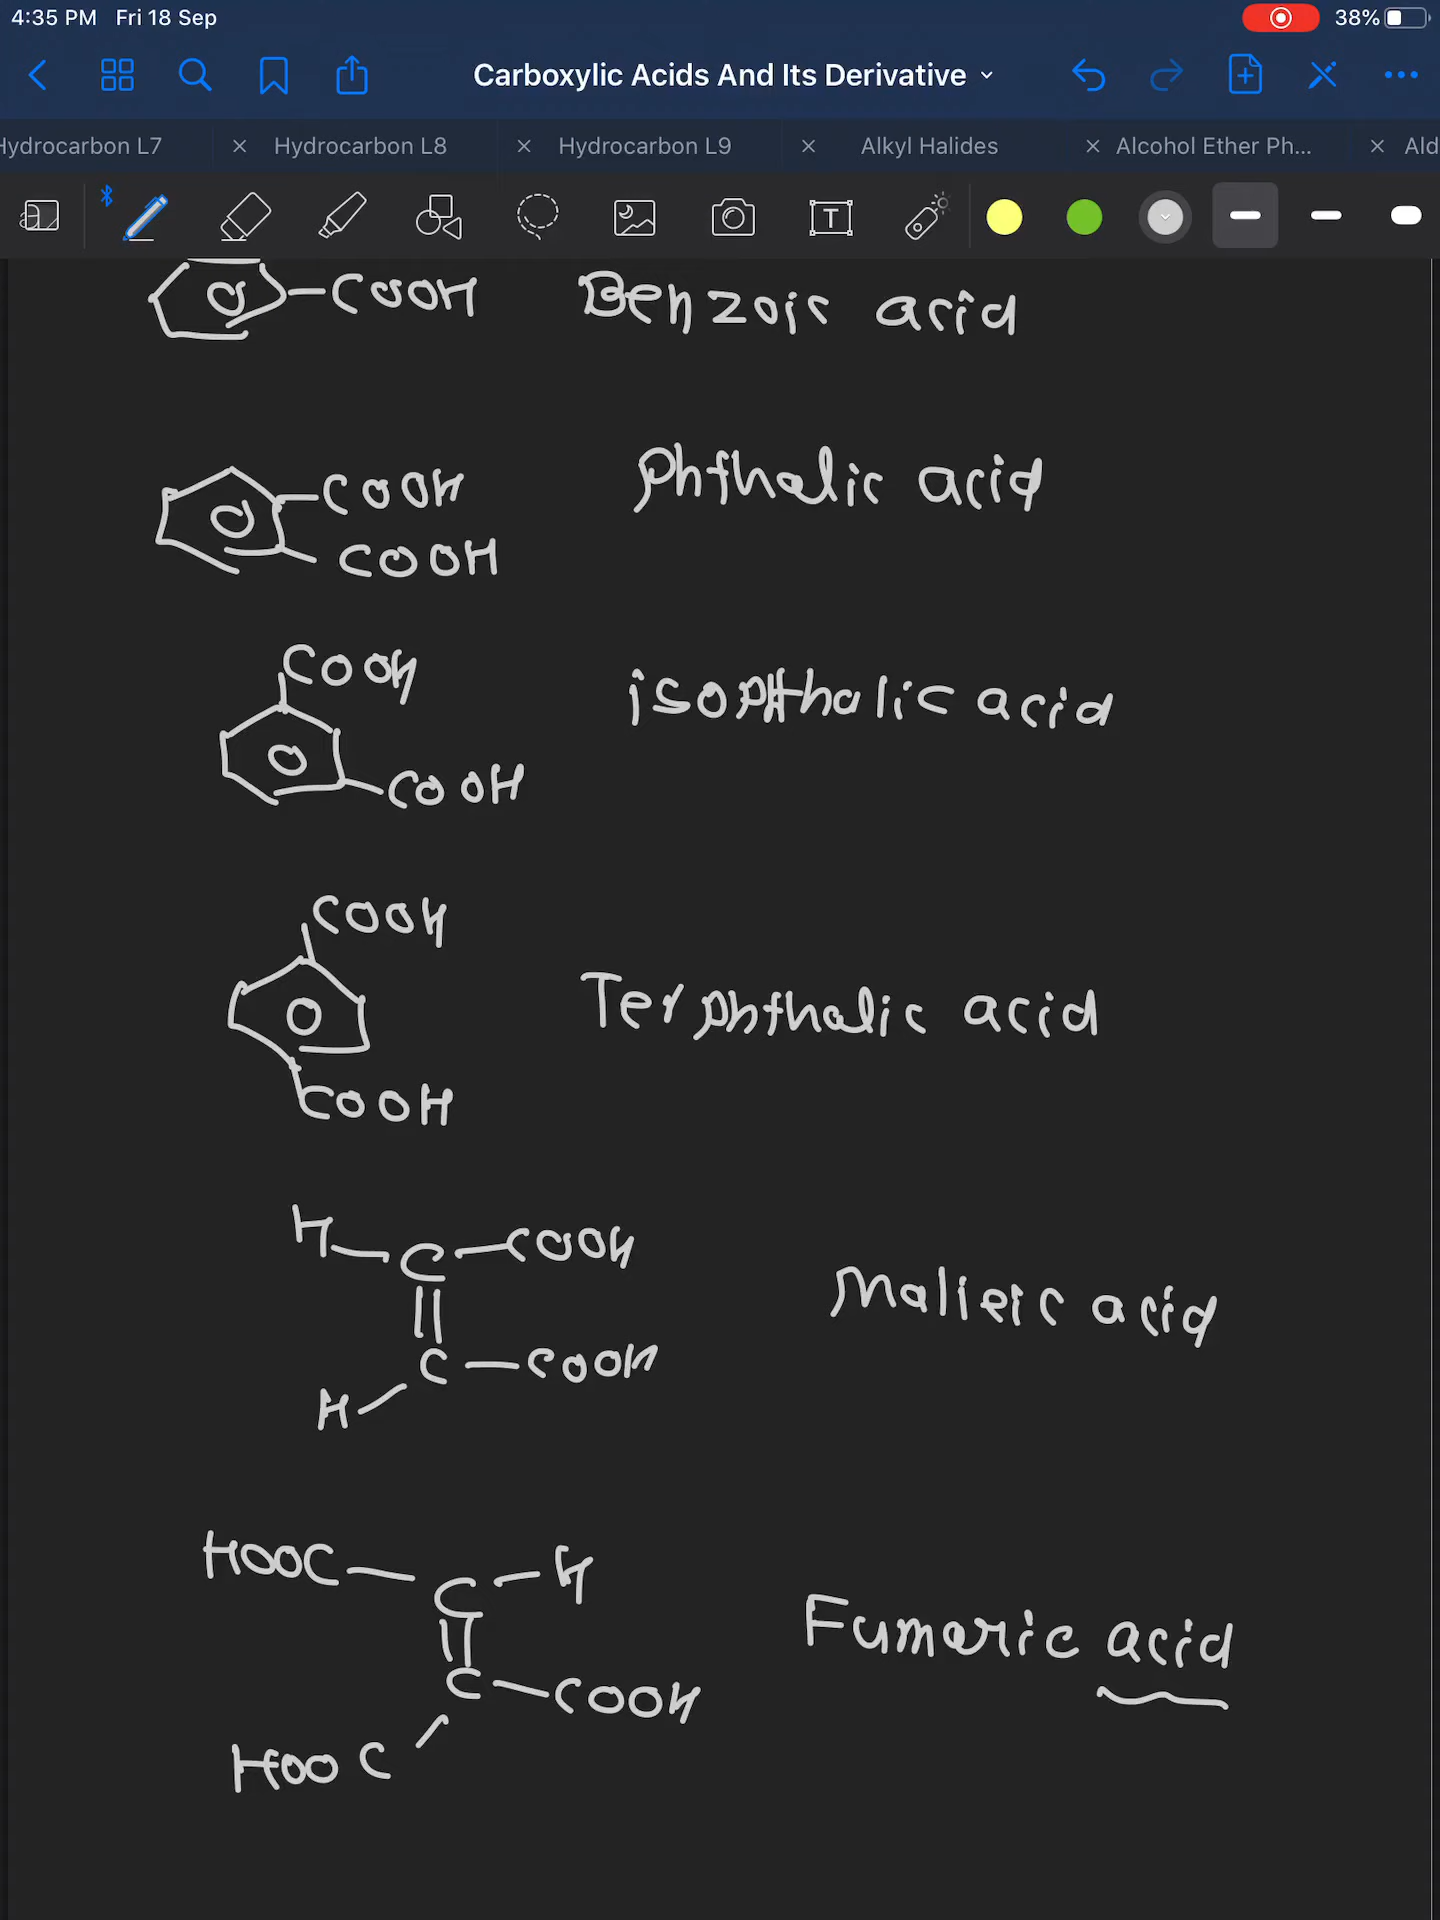 4:35 PM Fri 18 Sep 38%
Carboxylic Acids And Its Derivative
Hydrocarbon L7 × Hydrocarbon L8 × Hydrocarbon L9 × Alkyl Halides × Alcohol Ether Ph... × Ald
a T
COOH Benzoic acid
COOH Phthalic acid
COOH
COOH
isophthalic acid
COOH
COOH
Terphthalic acid
COOH
H C COOH
Malieic acid
C COOH
H
HOOC C H
Fumaric acid
C COOH
HOOC